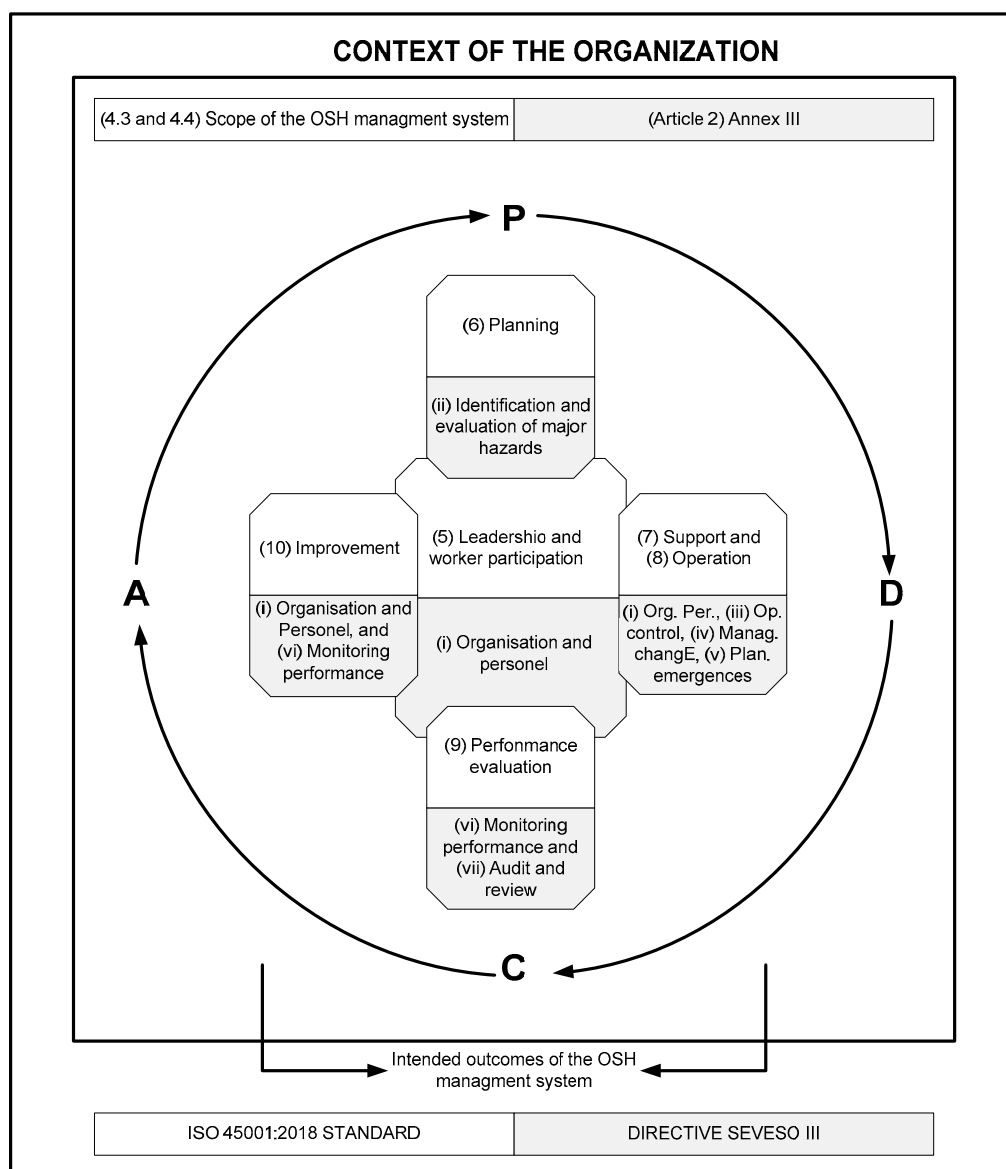 CONTEXT OF THE ORGANIZATION
(4.3 and 4.4) Scope of the OSH managment system
(Article 2) Annex III
P
(6) Planning
(ii) Identification and
evaluation of major
hazards
(10) Improvement
(5) Leadershio and
worker participation
(7) Support and
(8) Operation
A
D
(i) Organisation and
Personel, and
(vi) Monitoring
performance
(i) Organisation and
personel
(i) Org. Per., (iii) Op.
control, (iv) Manag.
changE, (v) Plan.
emergences
(9) Perfonmance
evaluation
(vi) Monitoring
performance and
(vii) Audit and
review
C
Intended outcomes of the OSH
managment system
ISO 45001:2018 STANDARD
DIRECTIVE SEVESO III